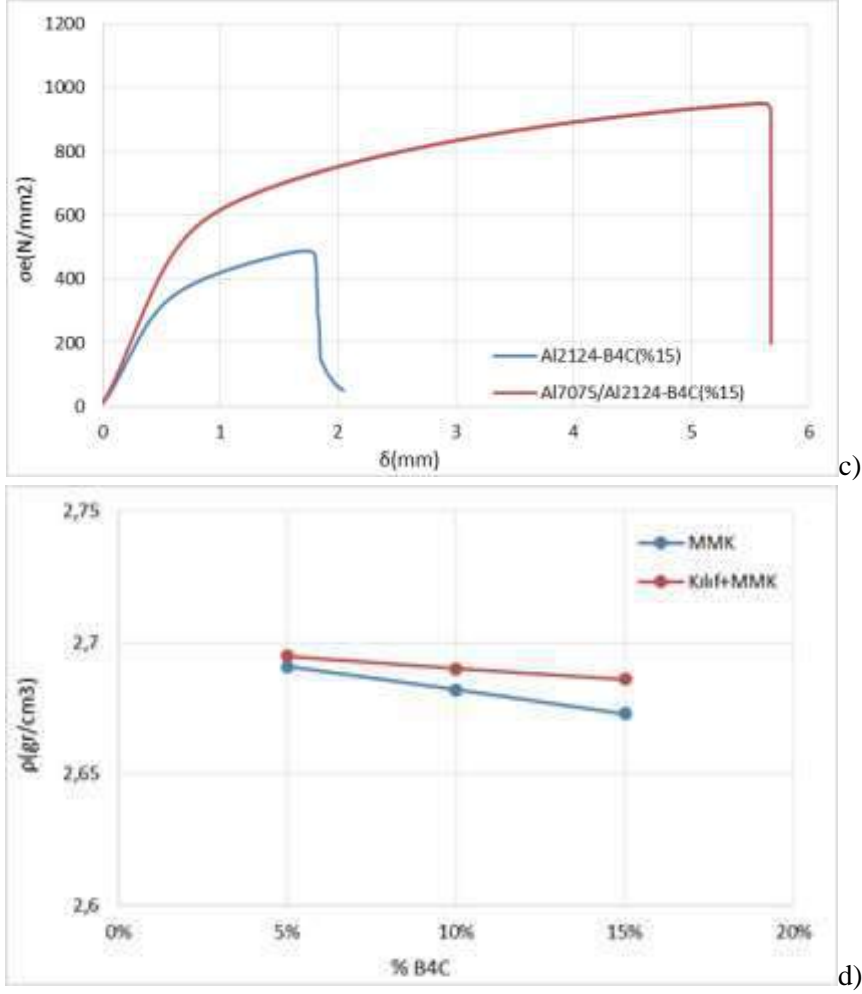 1200
1000
800
600
400
200
0
σe(N/mm2)
Al2124-B4C(%15)
Al7075/Al2124-B4C(%15)
0 1 2 3 4 5 6
δ(mm)
c)
2,75
2,7
2,65
2,6
ρ(gr/cm3)
MMK
Kılıf+MMK
0% 5% 10% 15% 20%
% B4C
d)